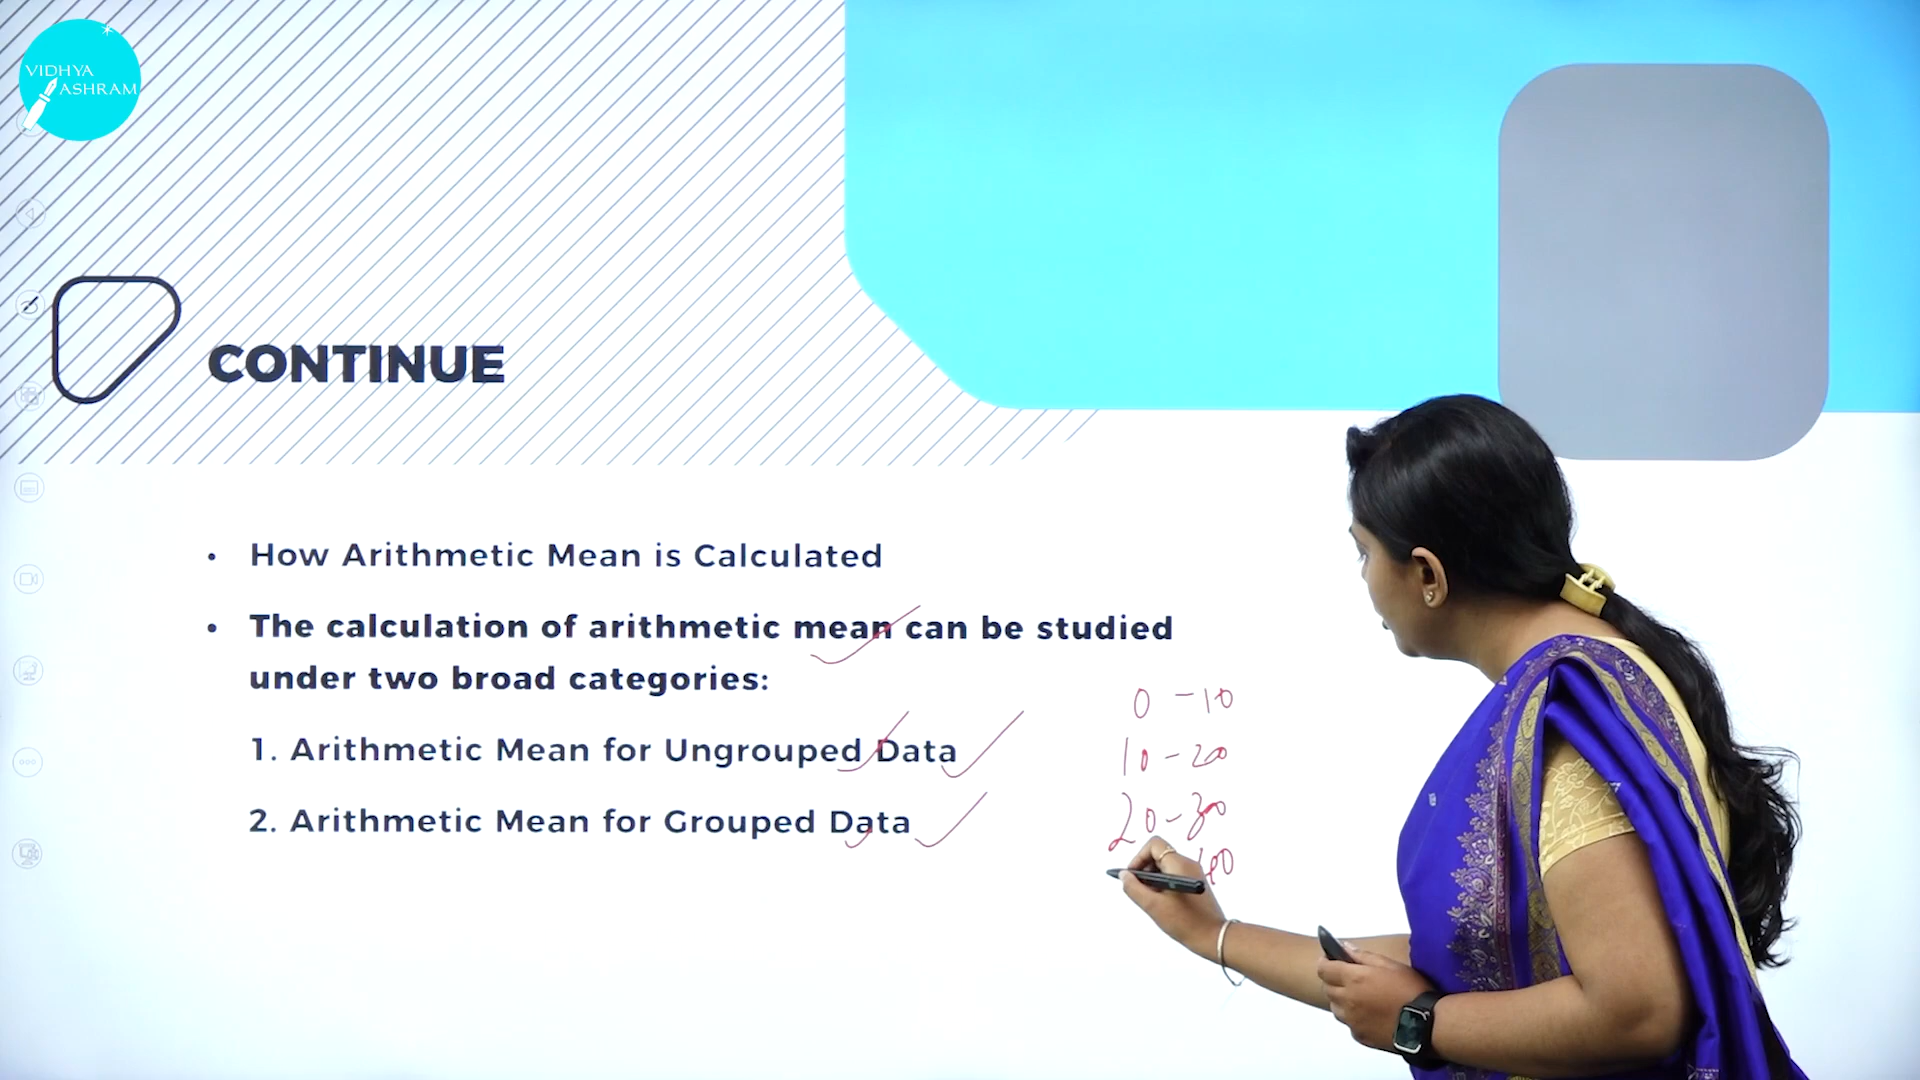 VIDHYA
ASHRAM
CONTINUE
• How Arithmetic Mean is Calculated
• The calculation of arithmetic mean can be studied
under two broad categories:
1. Arithmetic Mean for Ungrouped Data
2. Arithmetic Mean for Grouped Data
0 - 10
10 - 20
20 - 30
40